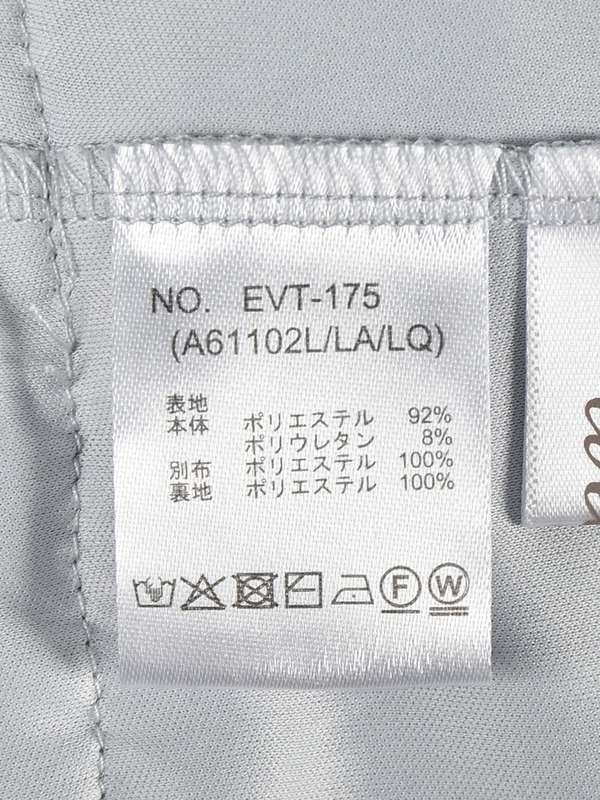 NO. EVT-175
(A61102L/LA/LQ)
表地
本体 ポリエステル 92%
ポリウレタン 8%
別布 ポリエステル 100%
裏地 ポリエステル 100%
F W